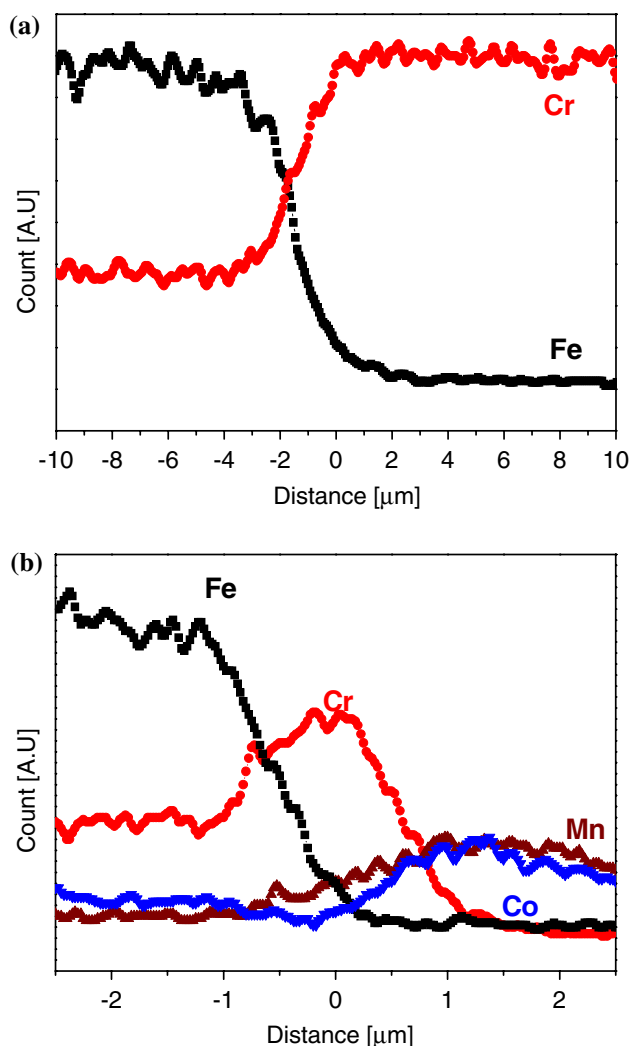 (a)
Cr
Fe
Count [A.U]
-10 -8 -6 -4 -2 0 2 4 6 8 10
Distance [μm]
(b)
Fe
Cr
Mn
Co
Count [A.U]
-2 -1 0 1 2
Distance [μm]